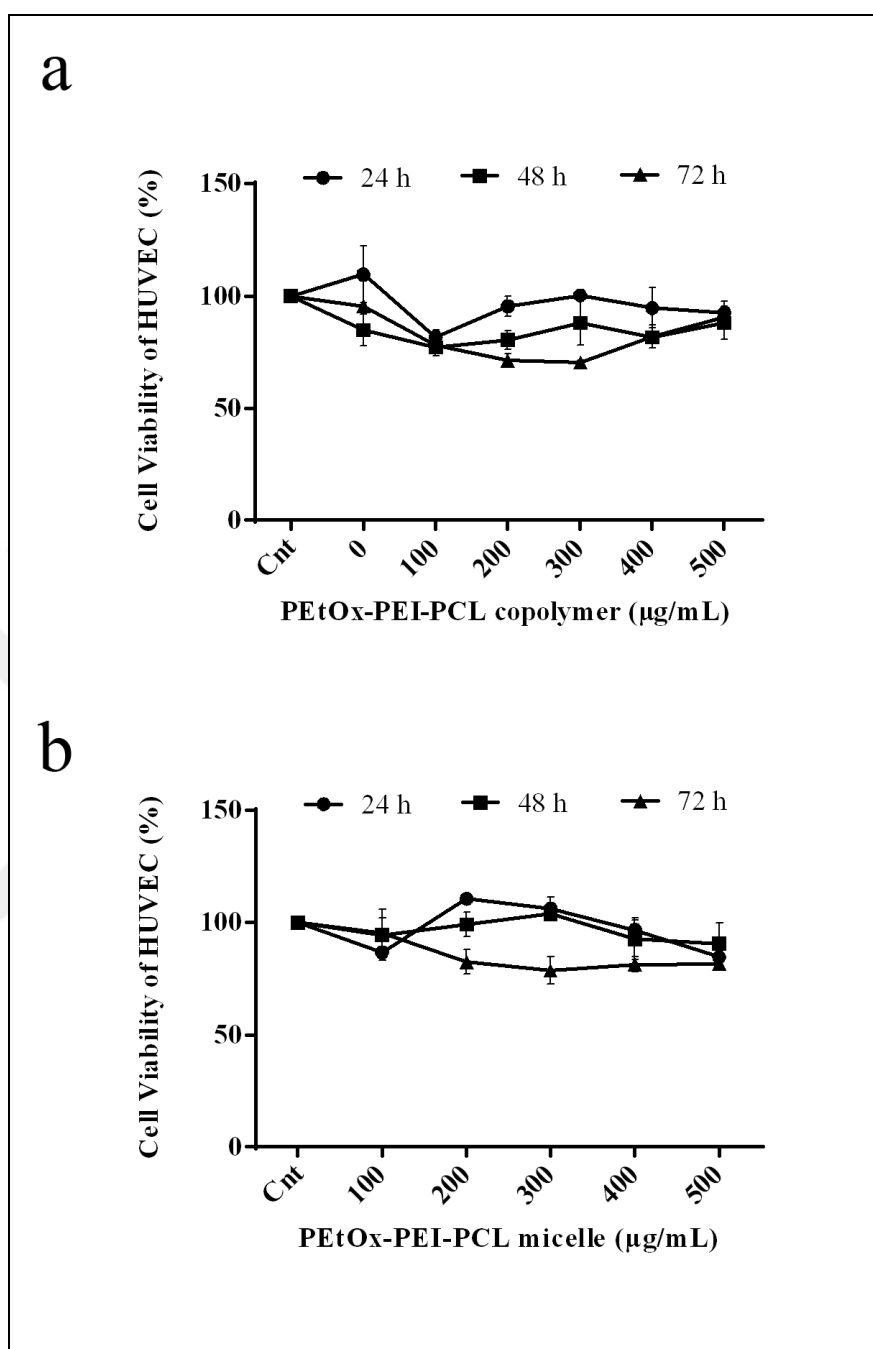 a
24 h 48 h 72 h
150
100
50
0
Cell Viability of HUVEC (%)
Cnt 0 100 200 300 400 500
PEtOx-PEI-PCL copolymer (µg/mL)
b
24 h 48 h 72 h
150
100
50
0
Cell Viability of HUVEC (%)
Cnt 100 200 300 400 500
PEtOx-PEI-PCL micelle (µg/mL)